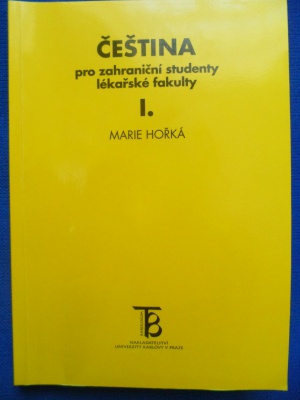 ČEŠTINA
pro zahraniční studenty
lékařské fakulty
I.
MARIE HOŘKÁ
NAKLADATELSTVÍ
UNIVERZITY KARLOVY V PRAZE